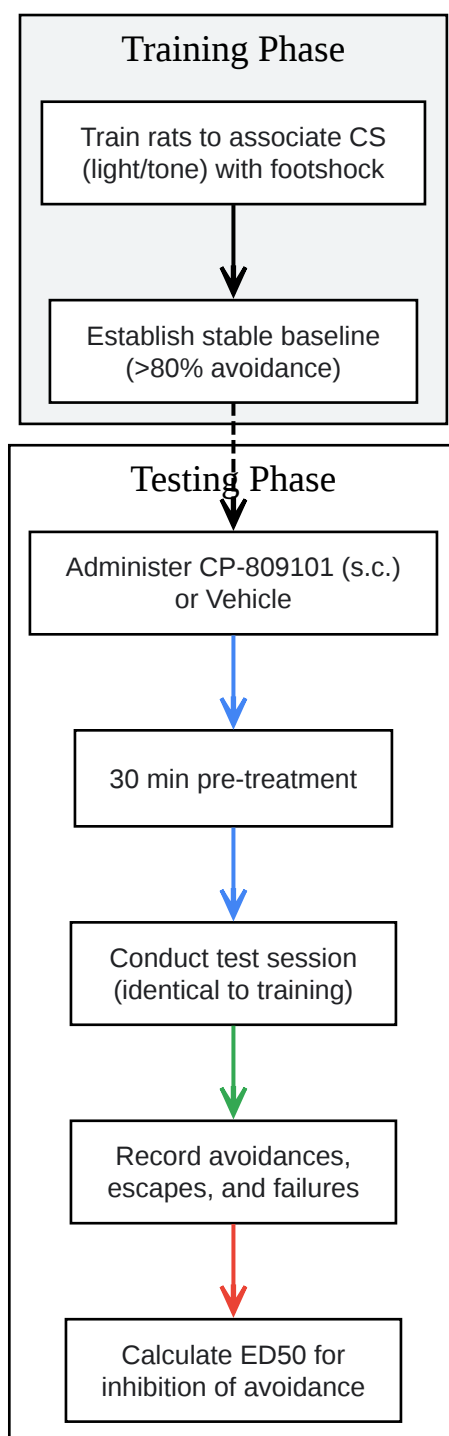 Training Phase
Train rats to associate CS
(light/tone) with footshock
Establish stable baseline
(>80% avoidance)
Testing Phase
Administer CP-809101 (s.c.)
or Vehicle
30 min pre-treatment
Conduct test session
(identical to training)
Record avoidances,
escapes, and failures
Calculate ED50 for
inhibition of avoidance